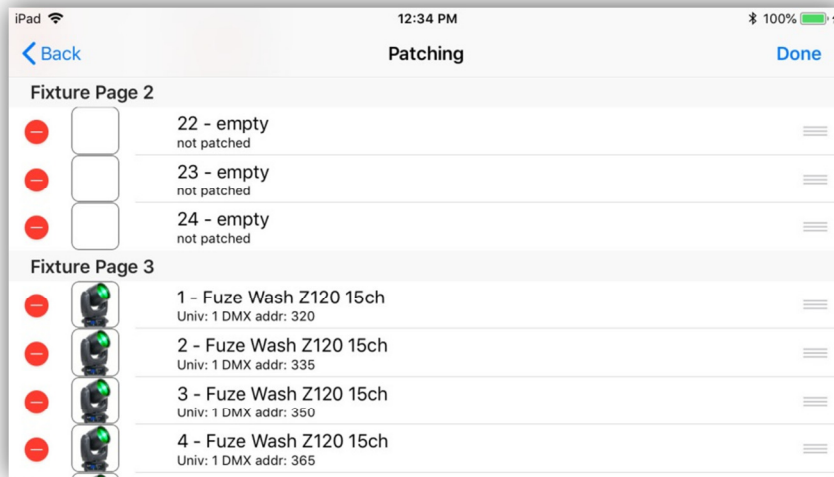 iPad 12:34 PM 100%
Back Patching Done
Fixture Page 2
22 - empty
not patched
23 - empty
not patched
24 - empty
not patched
Fixture Page 3
1 - Fuze Wash Z120 15ch
Univ: 1 DMX addr: 320
2 - Fuze Wash Z120 15ch
Univ: 1 DMX addr: 335
3 - Fuze Wash Z120 15ch
Univ: 1 DMX addr: 350
4 - Fuze Wash Z120 15ch
Univ: 1 DMX addr: 365